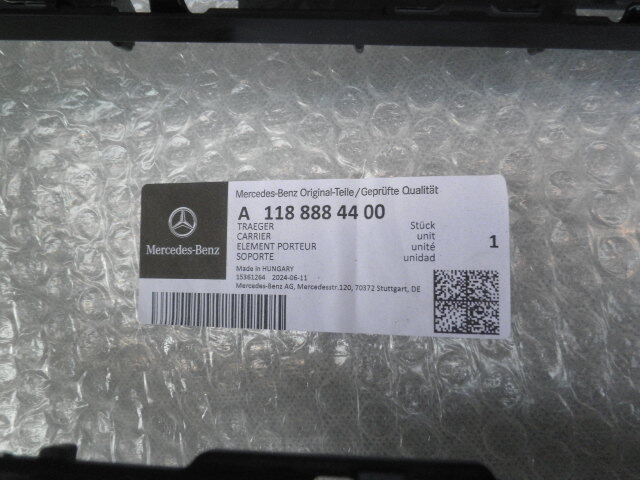 Mercedes-Benz Original-Teile/Geprüfte Qualität
A 118 888 44 00
TRAEGER Stück
CARRIER unit
ELEMENT PORTEUR unité 1
SOPORTE unidad
Mercedes-Benz
Made in HUNGARY
15361264 2024-06-11
Mercedes-Benz AG, Mercedesstr.120, 70372 Stuttgart, DE